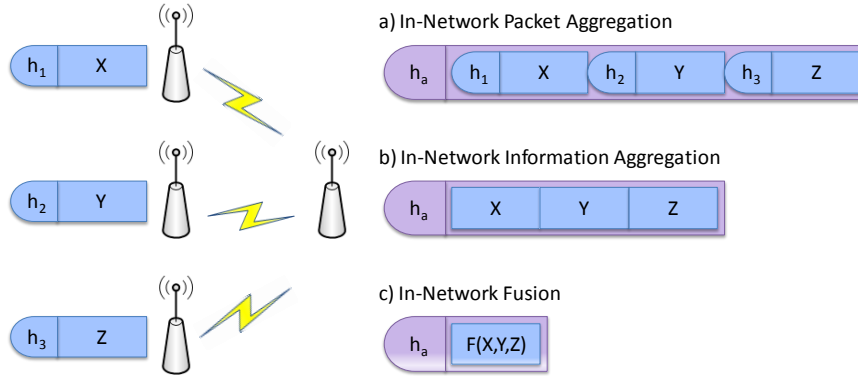 a) In-Network Packet Aggregation
h₁ X
hₐ h₁ X h₂ Y h₃ Z
b) In-Network Information Aggregation
h₂ Y
hₐ X Y Z
c) In-Network Fusion
h₃ Z
hₐ F(X,Y,Z)